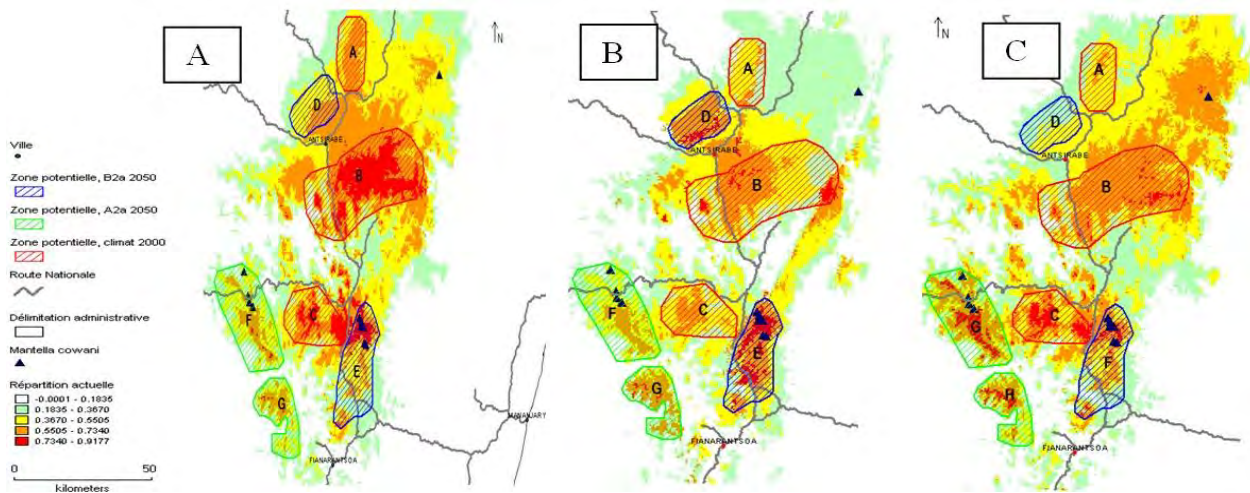 Ville
Zone potentielle, B2a 2050
Zone potentielle, A2a 2050
Zone potentielle, climat 2000
Route Nationale
Délimitation administrative
Mantella cowani
Répartition actuelle
-0.0001 - 0.1835
0.1835 - 0.3670
0.3670 - 0.5505
0.5505 - 0.7340
0.7340 - 0.9177
0 50
kilometers
A
N
A
D
ANTSIRABE
B
F
C
E
G
MANANJARY
FIANARANTSOA
B
A
D
ANTSIRABE
B
F
C
E
G
FIANARANTSOA
C
N
A
D
ANTSIRABE
B
G
C
F
H
FIANARANTSOA